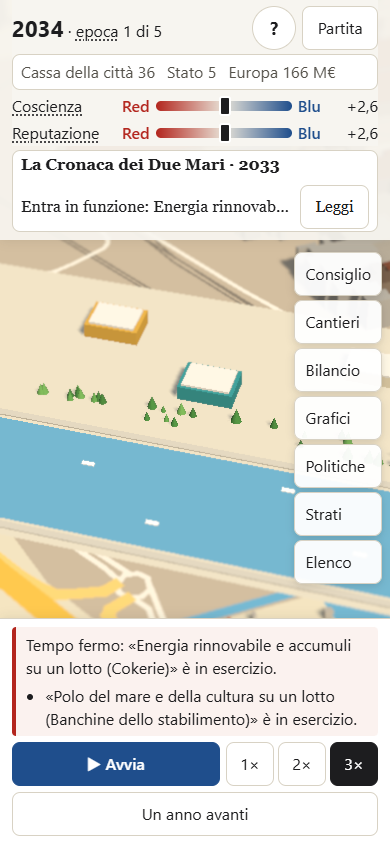 2034 · epoca 1 di 5
?
Partita
Cassa della città 36 Stato 5 Europa 166 M€
Coscienza Red Blu +2,6
Reputazione Red Blu +2,6
La Cronaca dei Due Mari · 2033
Entra in funzione: Energia rinnovab...
Leggi
Consiglio
Cantieri
Bilancio
Grafici
Politiche
Strati
Elenco
Tempo fermo: «Energia rinnovabile e accumuli
su un lotto (Cokerie)» è in esercizio.
• «Polo del mare e della cultura su un lotto
(Banchine dello stabilimento)» è in esercizio.
▶ Avvia
1×
2×
3×
Un anno avanti